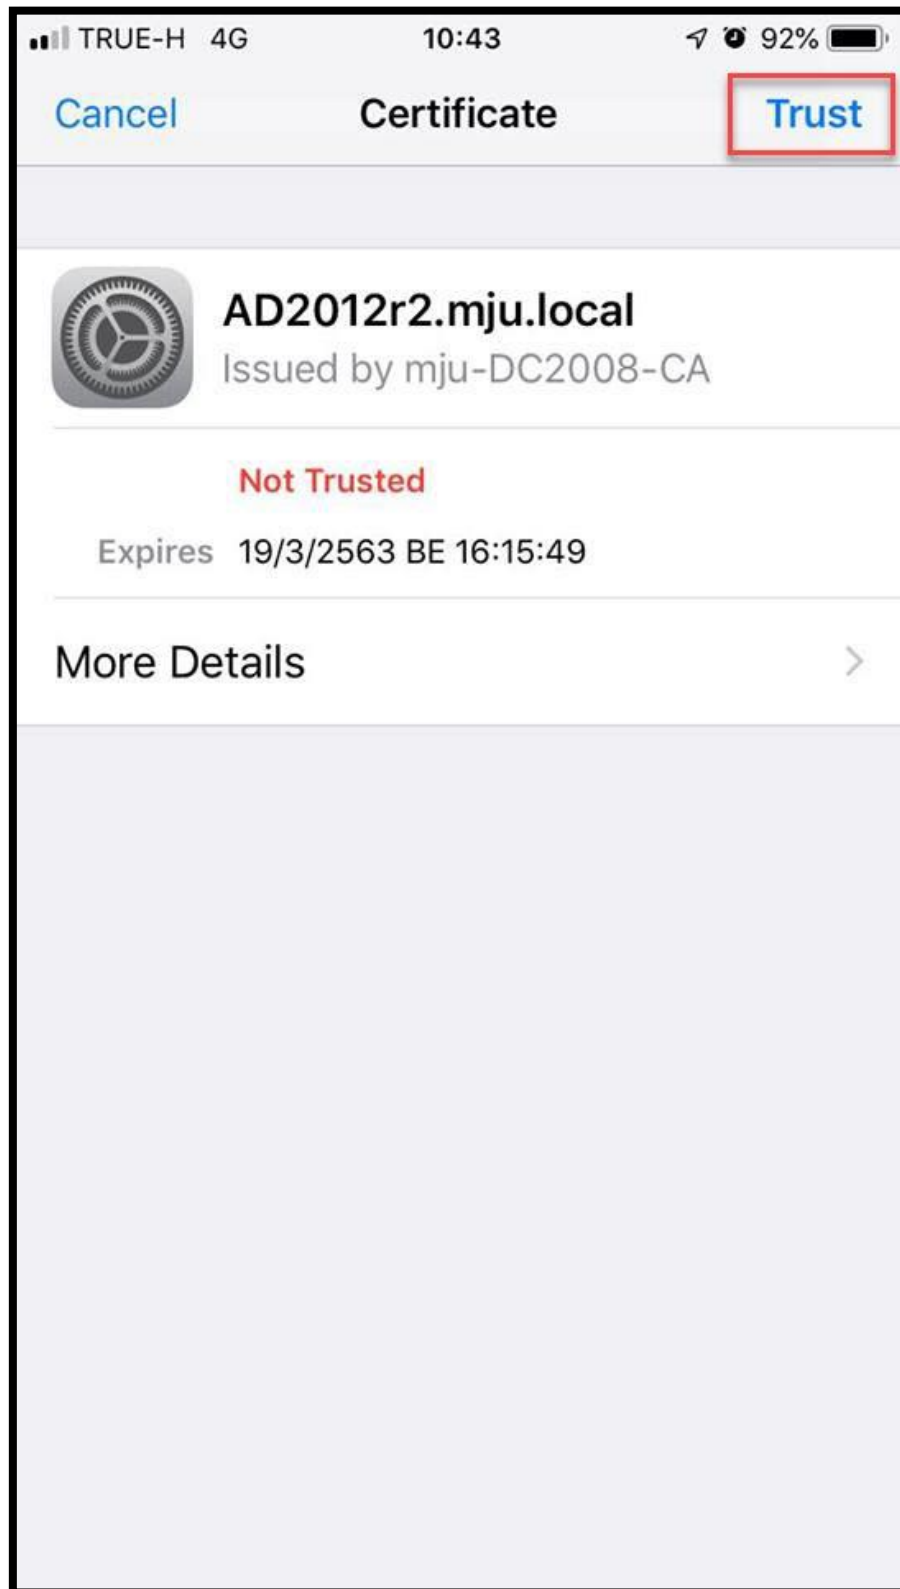 TRUE-H 4G 10:43 92%
Cancel Certificate Trust
AD2012r2.mju.local
Issued by mju-DC2008-CA
Not Trusted
Expires 19/3/2563 BE 16:15:49
More Details